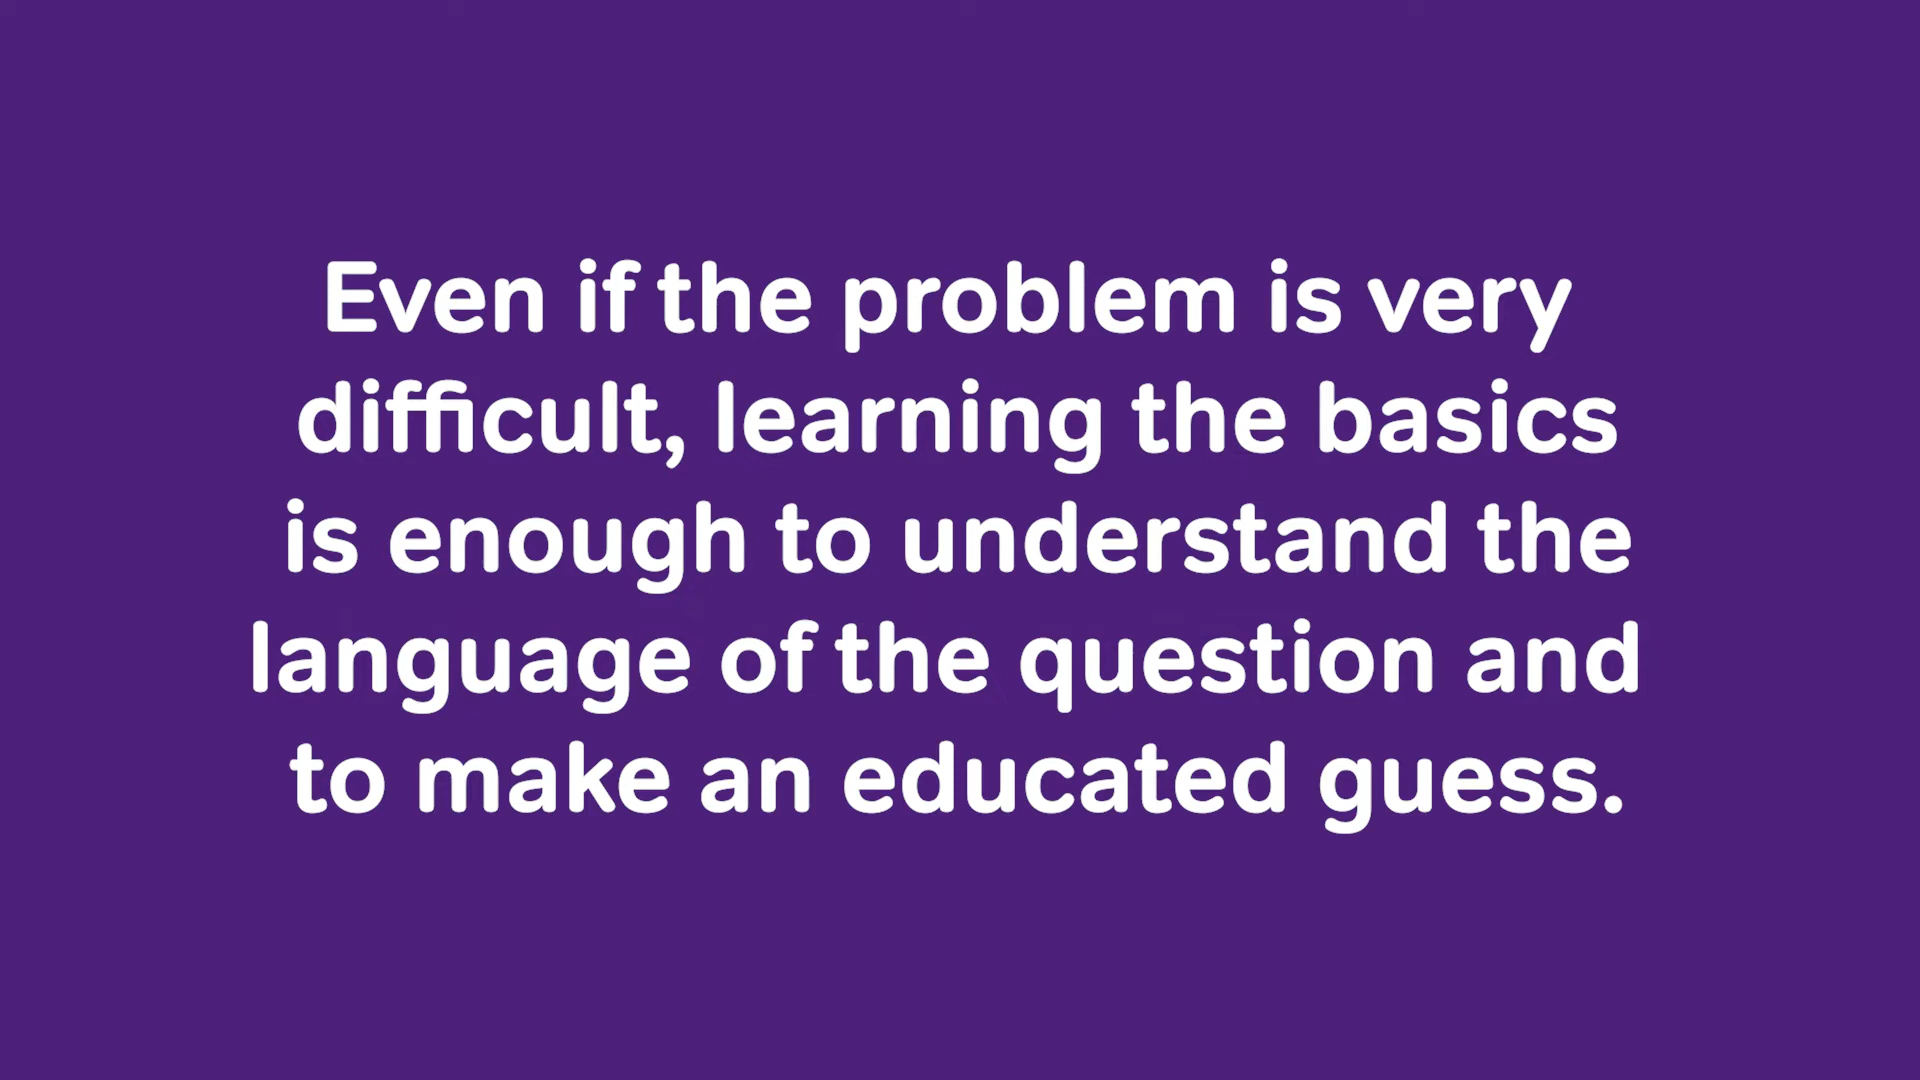 Even if the problem is very
difficult, learning the basics
is enough to understand the
language of the question and
to make an educated guess.